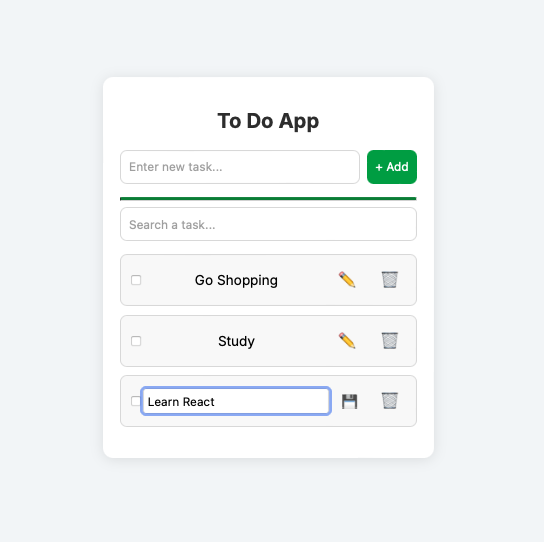 To Do App
Enter new task...
+ Add
Search a task...
Go Shopping
Study
Learn React